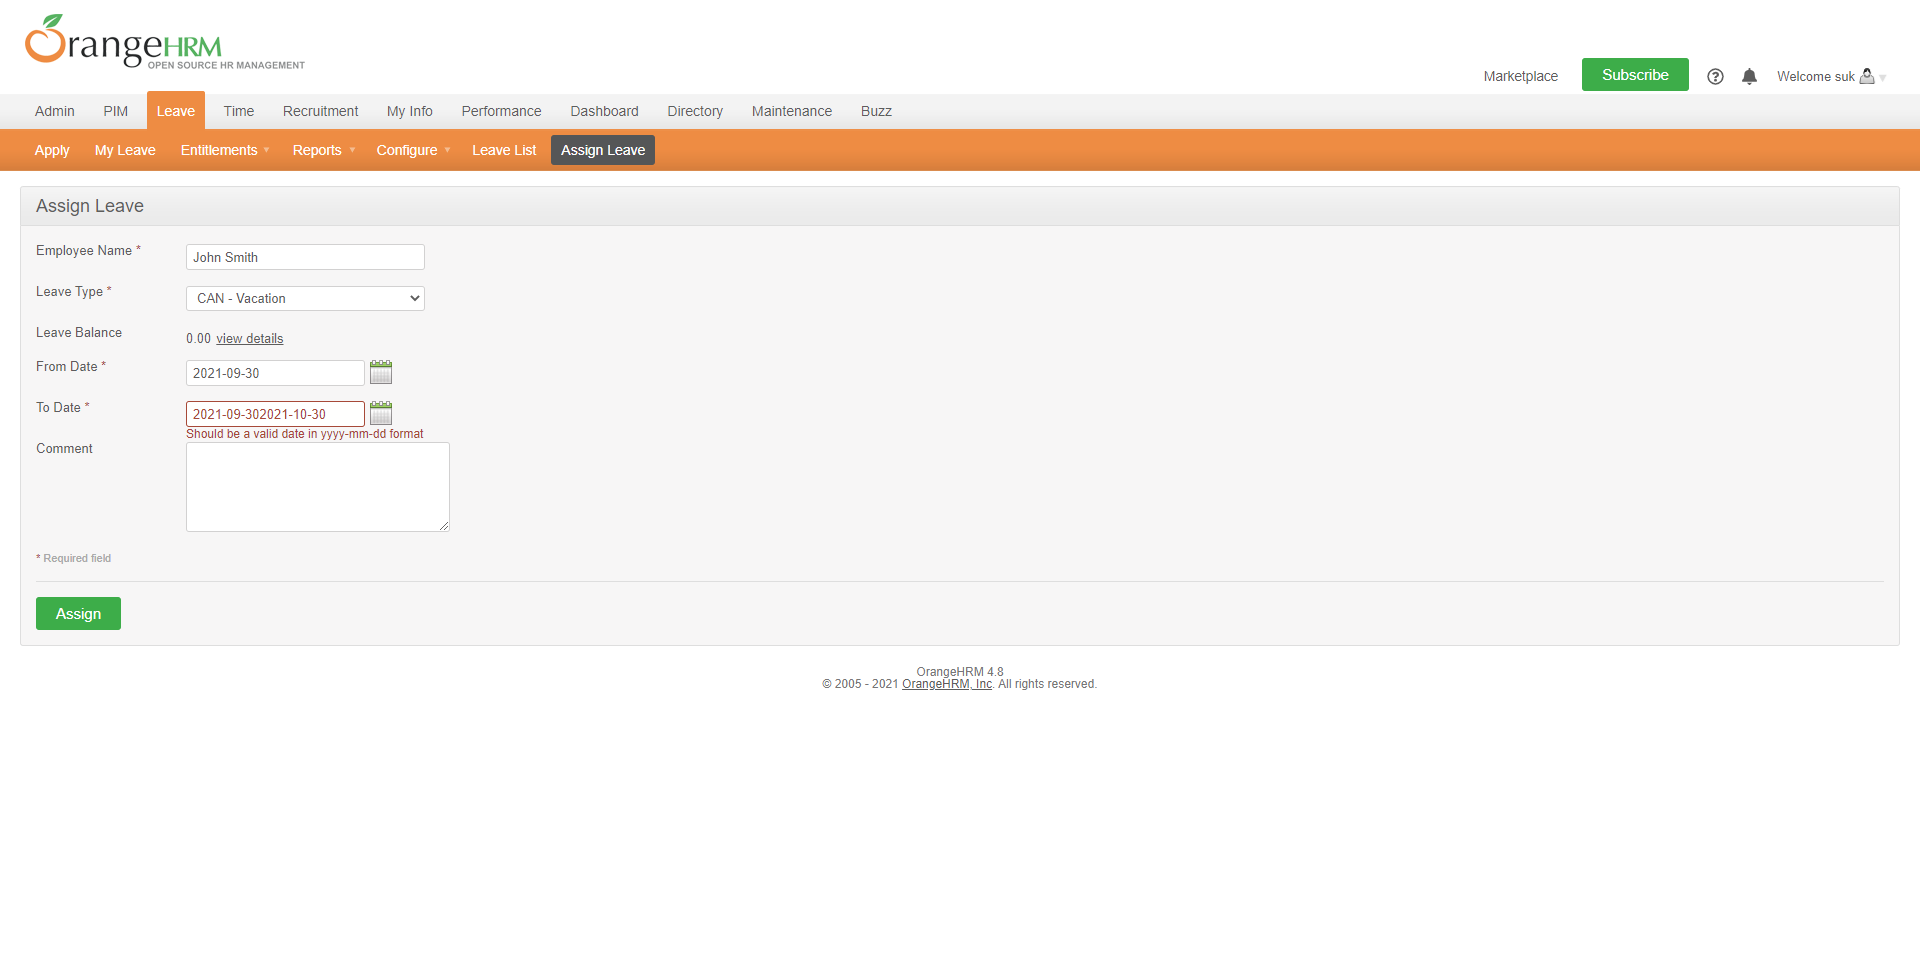 OrangeHRM
OPEN SOURCE HR MANAGEMENT
Marketplace Subscribe Welcome suk
Admin PIM Leave Time Recruitment My Info Performance Dashboard Directory Maintenance Buzz
Apply My Leave Entitlements Reports Configure Leave List Assign Leave
Assign Leave
Employee Name * John Smith
Leave Type * CAN - Vacation
Leave Balance 0.00 view details
From Date * 2021-09-30
To Date * 2021-09-302021-10-30
Should be a valid date in yyyy-mm-dd format
Comment
* Required field
Assign
OrangeHRM 4.8
© 2005 - 2021 OrangeHRM, Inc. All rights reserved.